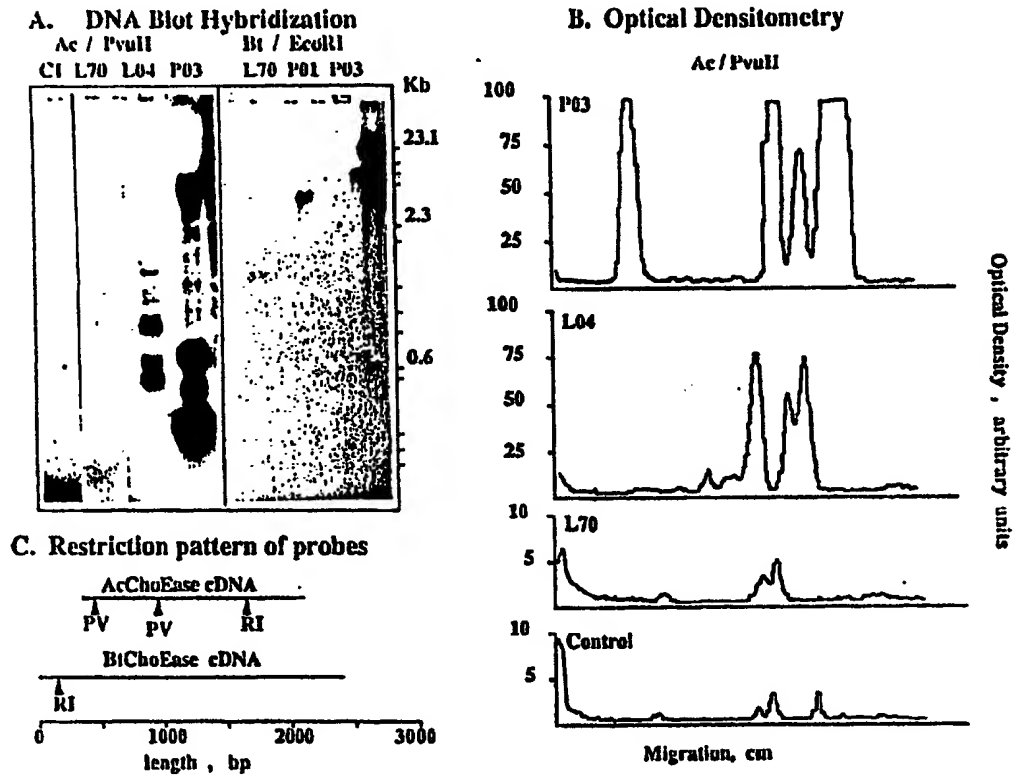 A. DNA Blot Hybridization
Ac / PvuII
Bt / EcoRI
CI L70 L04 P03
L70 P01 P03
Kb
23.1
2.3
0.6
B. Optical Densitometry
Ac / PvuII
100
75
50
25
P03
100
75
50
25
L04
10
5
L70
10
5
Control
Migration, cm
Optical Density , arbitrary units
C. Restriction pattern of probes
AcChoEase cDNA
PV
PV
RI
BtChoEase cDNA
RI
0
1000
2000
3000
length , bp